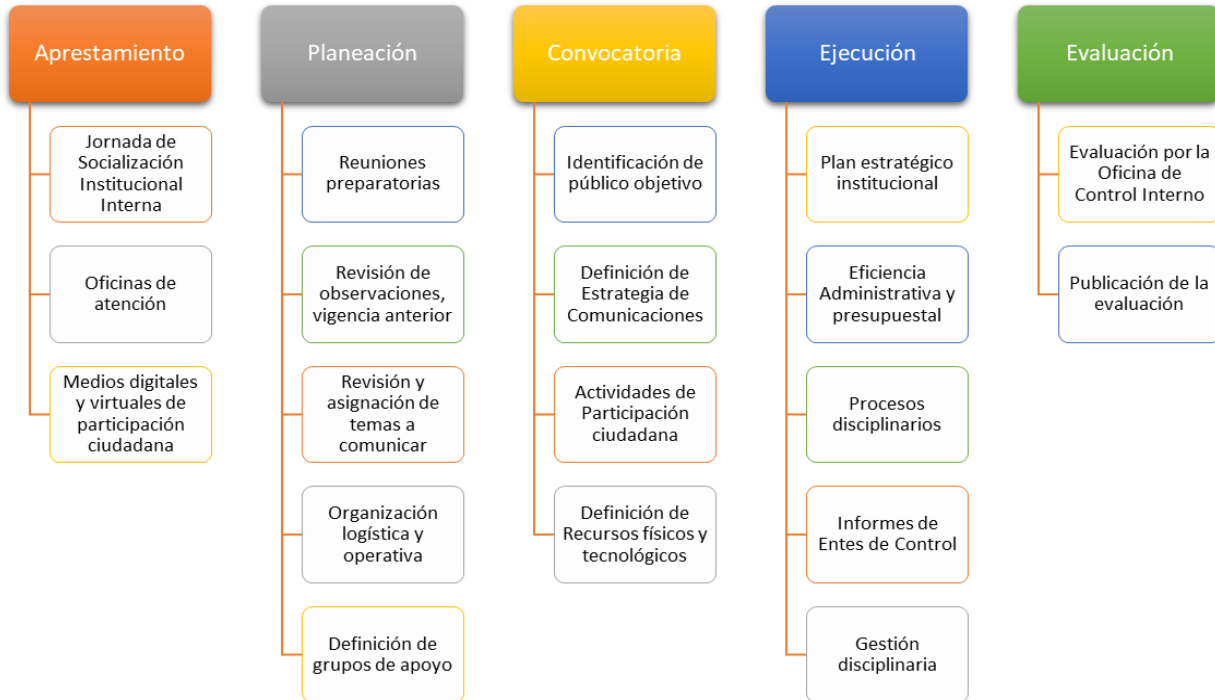 Aprestamiento
Jornada de
Socialización
Institucional
Interna
Oficinas de
atención
Medios digitales
y virtuales de
participación
ciudadana
Planeación
Reuniones
preparatorias
Revisión de
observaciones,
vigencia anterior
Revisión y
asignación de
temas a
comunicar
Organización
logística y
operativa
Definición de
grupos de apoyo
Convocatoria
Identificación de
público objetivo
Definición de
Estrategia de
Comunicaciones
Actividades de
Participación
ciudadana
Definición de
Recursos físicos y
tecnológicos
Ejecución
Plan estratégico
institucional
Eficiencia
Administrativa y
presupuestal
Procesos
disciplinarios
Informes de
Entes de Control
Gestión
disciplinaria
Evaluación
Evaluación por la
Oficina de
Control Interno
Publicación de la
evaluación